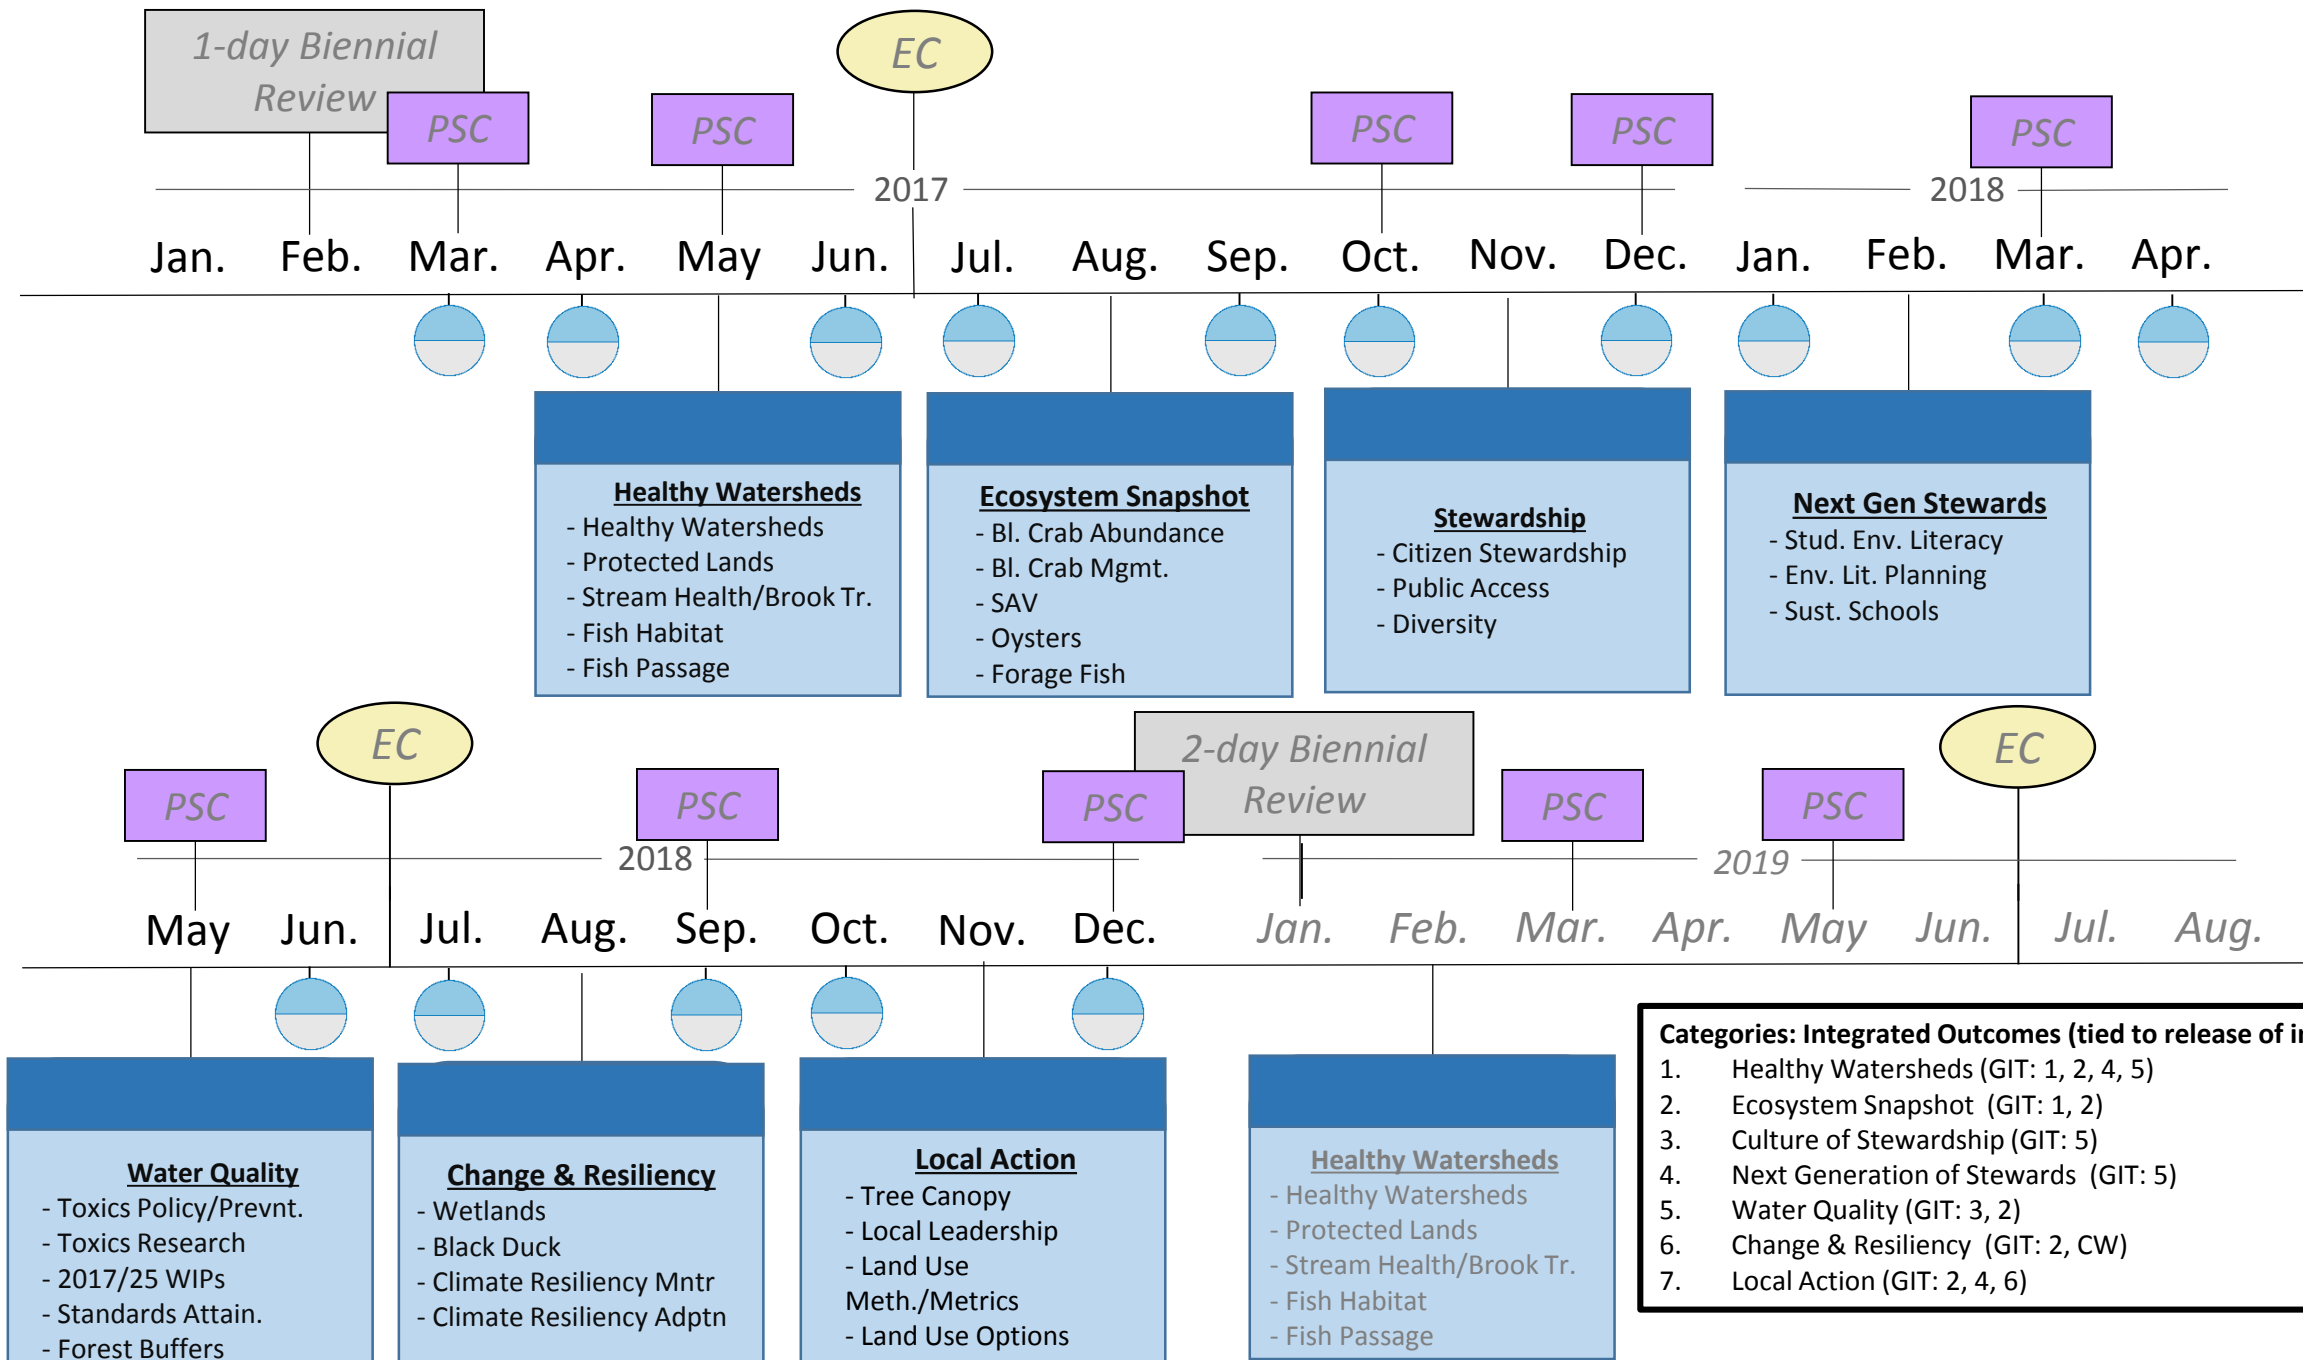 1-day Biennial
Review
EC
PSC
PSC
PSC
PSC
PSC
2017
2018
Jan. Feb. Mar. Apr. May Jun. Jul. Aug. Sep. Oct. Nov. Dec. Jan. Feb. Mar. Apr.
Healthy Watersheds
- Healthy Watersheds
- Protected Lands
- Stream Health/Brook Tr.
- Fish Habitat
- Fish Passage
Ecosystem Snapshot
- Bl. Crab Abundance
- Bl. Crab Mgmt.
- SAV
- Oysters
- Forage Fish
Stewardship
- Citizen Stewardship
- Public Access
- Diversity
Next Gen Stewards
- Stud. Env. Literacy
- Env. Lit. Planning
- Sust. Schools
EC
2-day Biennial
Review
EC
PSC
PSC
PSC
PSC
PSC
2018
2019
May Jun. Jul. Aug. Sep. Oct. Nov. Dec. Jan. Feb. Mar. Apr. May Jun. Jul. Aug.
Water Quality
- Toxics Policy/Prevnt.
- Toxics Research
- 2017/25 WIPs
- Standards Attain.
- Forest Buffers
Change & Resiliency
- Wetlands
- Black Duck
- Climate Resiliency Mntr
- Climate Resiliency Adptn
Local Action
- Tree Canopy
- Local Leadership
- Land Use
Meth./Metrics
- Land Use Options
Healthy Watersheds
- Healthy Watersheds
- Protected Lands
- Stream Health/Brook Tr.
- Fish Habitat
- Fish Passage
Categories: Integrated Outcomes (tied to release of
1. Healthy Watersheds (GIT: 1, 2, 4, 5)
2. Ecosystem Snapshot (GIT: 1, 2)
3. Culture of Stewardship (GIT: 5)
4. Next Generation of Stewards (GIT: 5)
5. Water Quality (GIT: 3, 2)
6. Change & Resiliency (GIT: 2, CW)
7. Local Action (GIT: 2, 4, 6)